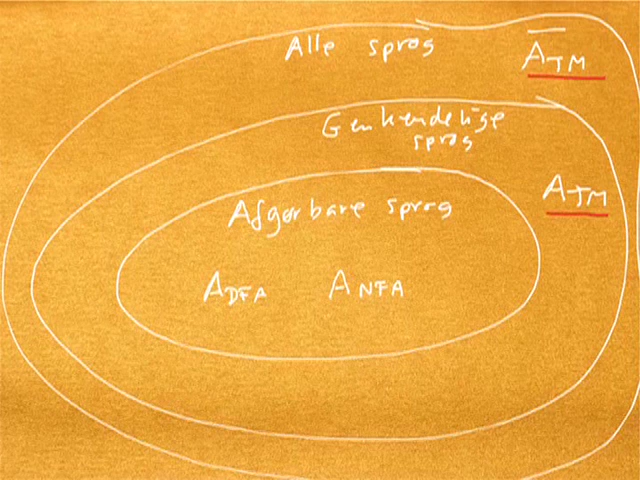 Alle sprog
A̅TM
Genkendelige
sprog
ATM
Afgørbare sprog
ADFA ANFA